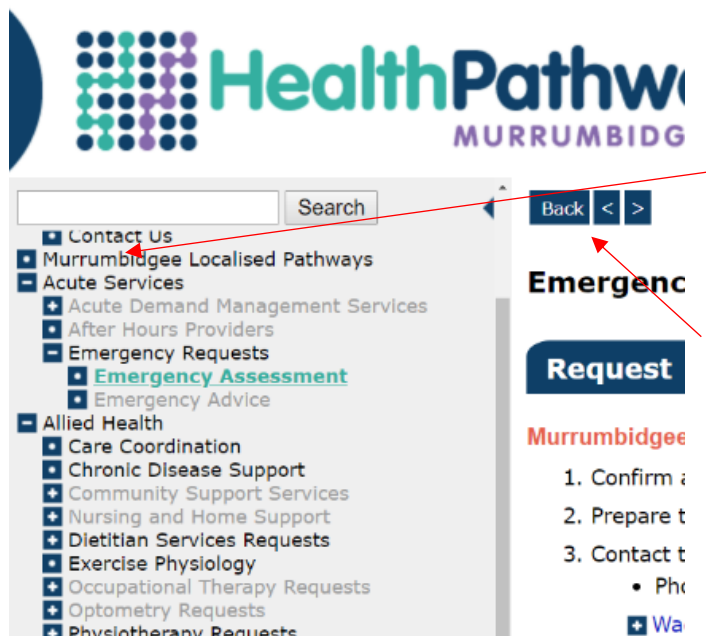 HealthPathw
MURRUMBIDG
Search
Back < >
Contact Us
Murrumbidgee Localised Pathways
Acute Services
Acute Demand Management Services
After Hours Providers
Emergency Requests
Emergency Assessment
Emergency Advice
Allied Health
Care Coordination
Chronic Disease Support
Community Support Services
Nursing and Home Support
Dietitian Services Requests
Exercise Physiology
Occupational Therapy Requests
Optometry Requests
Physiotherapy Requests
Emergenc
Request
Murrumbidgee
1. Confirm a
2. Prepare t
3. Contact t
• Pho
Wa